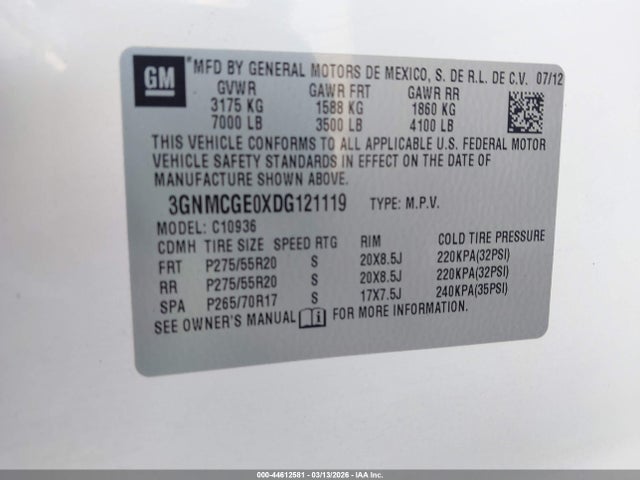 GM *MFD BY GENERAL MOTORS DE MEXICO, S. DE R.L. DE C.V. 07/12
GVWR GAWR FRT GAWR RR
3175 KG 1588 KG 1860 KG
7000 LB 3500 LB 4100 LB
THIS VEHICLE CONFORMS TO ALL APPLICABLE U.S. FEDERAL MOTOR
VEHICLE SAFETY STANDARDS IN EFFECT ON THE DATE OF
MANUFACTURE SHOWN ABOVE.
3GNMCGE0XDG121119 TYPE: M.P.V.
MODEL: C10936
CDMH TIRE SIZE SPEED RTG RIM COLD TIRE PRESSURE
FRT P275/55R20 S 20X8.5J 220KPA(32PSI)
RR P275/55R20 S 20X8.5J 220KPA(32PSI)
SPA P265/70R17 S 17X7.5J 240KPA(35PSI)
SEE OWNER'S MANUAL FOR MORE INFORMATION.
000-44612581 - 03/13/2026 - IAA Inc.